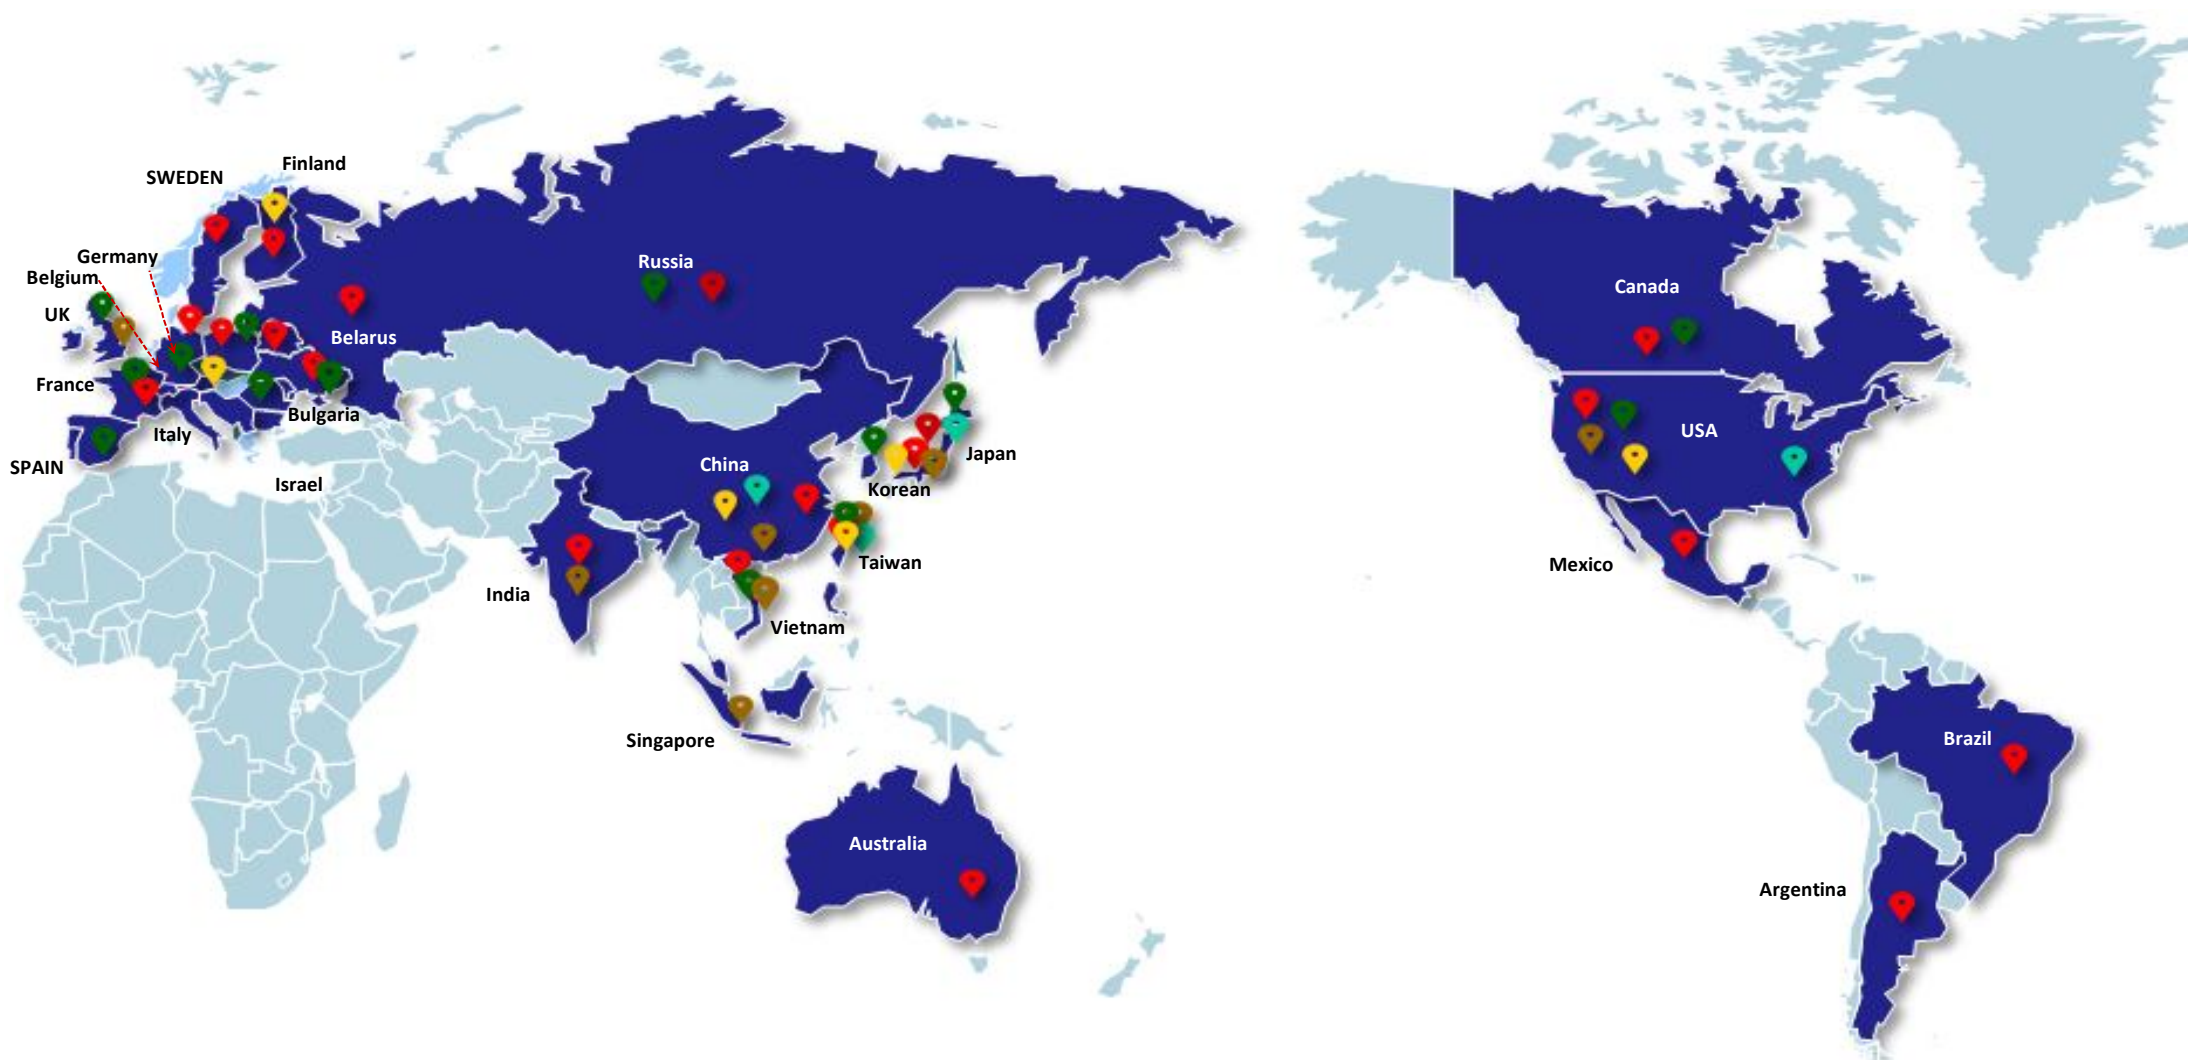 Finland
SWEDEN
Germany
Belgium
UK
Russia
Belarus
France
Bulgaria
Italy
SPAIN
Israel
China
Japan
Korean
Taiwan
India
Vietnam
Singapore
Australia
Canada
USA
Mexico
Brazil
Argentina